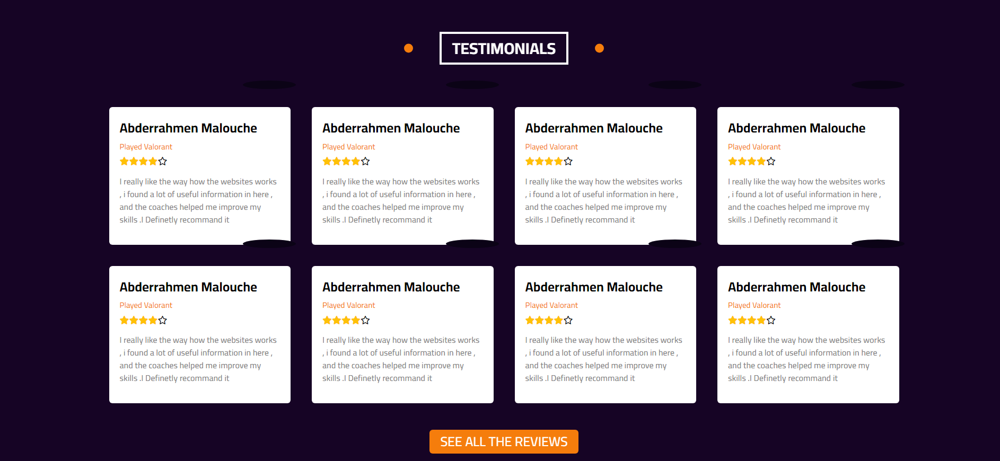 TESTIMONIALS
Abderrahmen Malouche
Played Valorant
I really like the way how the websites works
, i found a lot of useful information in here ,
and the coaches helped me improve my
skills .I Definetly recommand it
Abderrahmen Malouche
Played Valorant
I really like the way how the websites works
, i found a lot of useful information in here ,
and the coaches helped me improve my
skills .I Definetly recommand it
Abderrahmen Malouche
Played Valorant
I really like the way how the websites works
, i found a lot of useful information in here ,
and the coaches helped me improve my
skills .I Definetly recommand it
Abderrahmen Malouche
Played Valorant
I really like the way how the websites works
, i found a lot of useful information in here ,
and the coaches helped me improve my
skills .I Definetly recommand it
Abderrahmen Malouche
Played Valorant
I really like the way how the websites works
, i found a lot of useful information in here ,
and the coaches helped me improve my
skills .I Definetly recommand it
Abderrahmen Malouche
Played Valorant
I really like the way how the websites works
, i found a lot of useful information in here ,
and the coaches helped me improve my
skills .I Definetly recommand it
Abderrahmen Malouche
Played Valorant
I really like the way how the websites works
, i found a lot of useful information in here ,
and the coaches helped me improve my
skills .I Definetly recommand it
Abderrahmen Malouche
Played Valorant
I really like the way how the websites works
, i found a lot of useful information in here ,
and the coaches helped me improve my
skills .I Definetly recommand it
SEE ALL THE REVIEWS